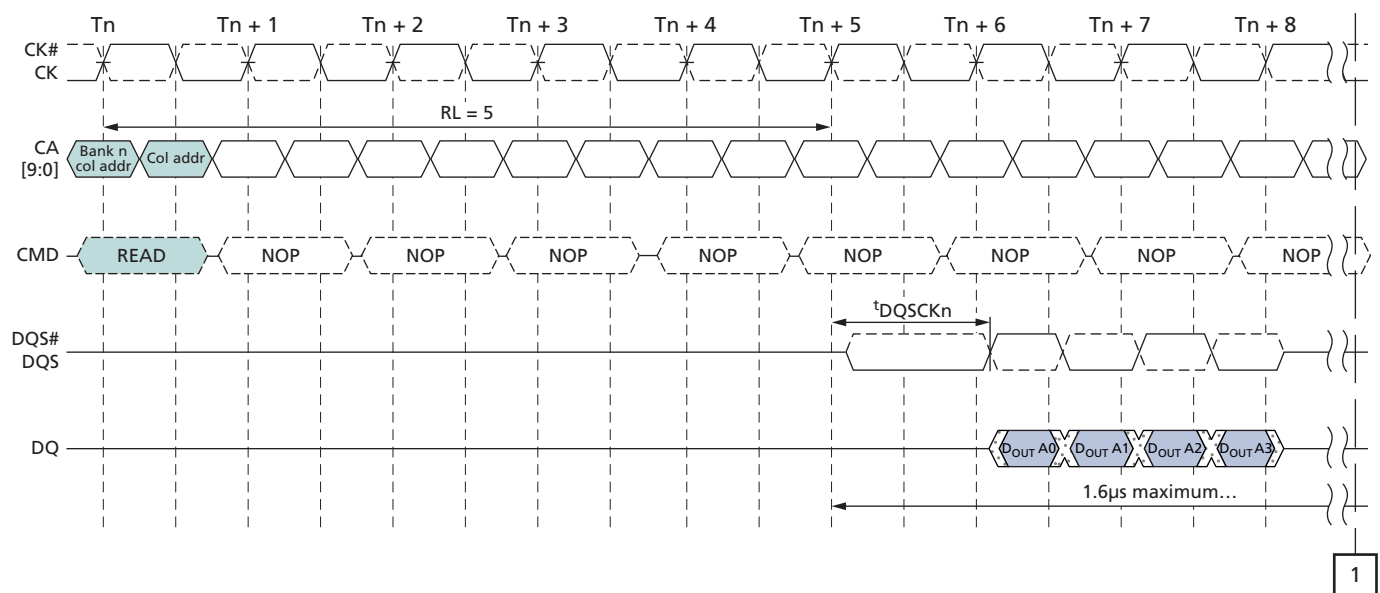 Tn Tn + 1 Tn + 2 Tn + 3 Tn + 4 Tn + 5 Tn + 6 Tn + 7 Tn + 8
CK#
CK
RL = 5
CA
[9:0]
Bank n
col addr
Col addr
CMD READ NOP NOP NOP NOP NOP NOP NOP NOP
tDQSCKn
DQS#
DQS
DQ DOUT A0 DOUT A1 DOUT A2 DOUT A3
1.6µs maximum…
1